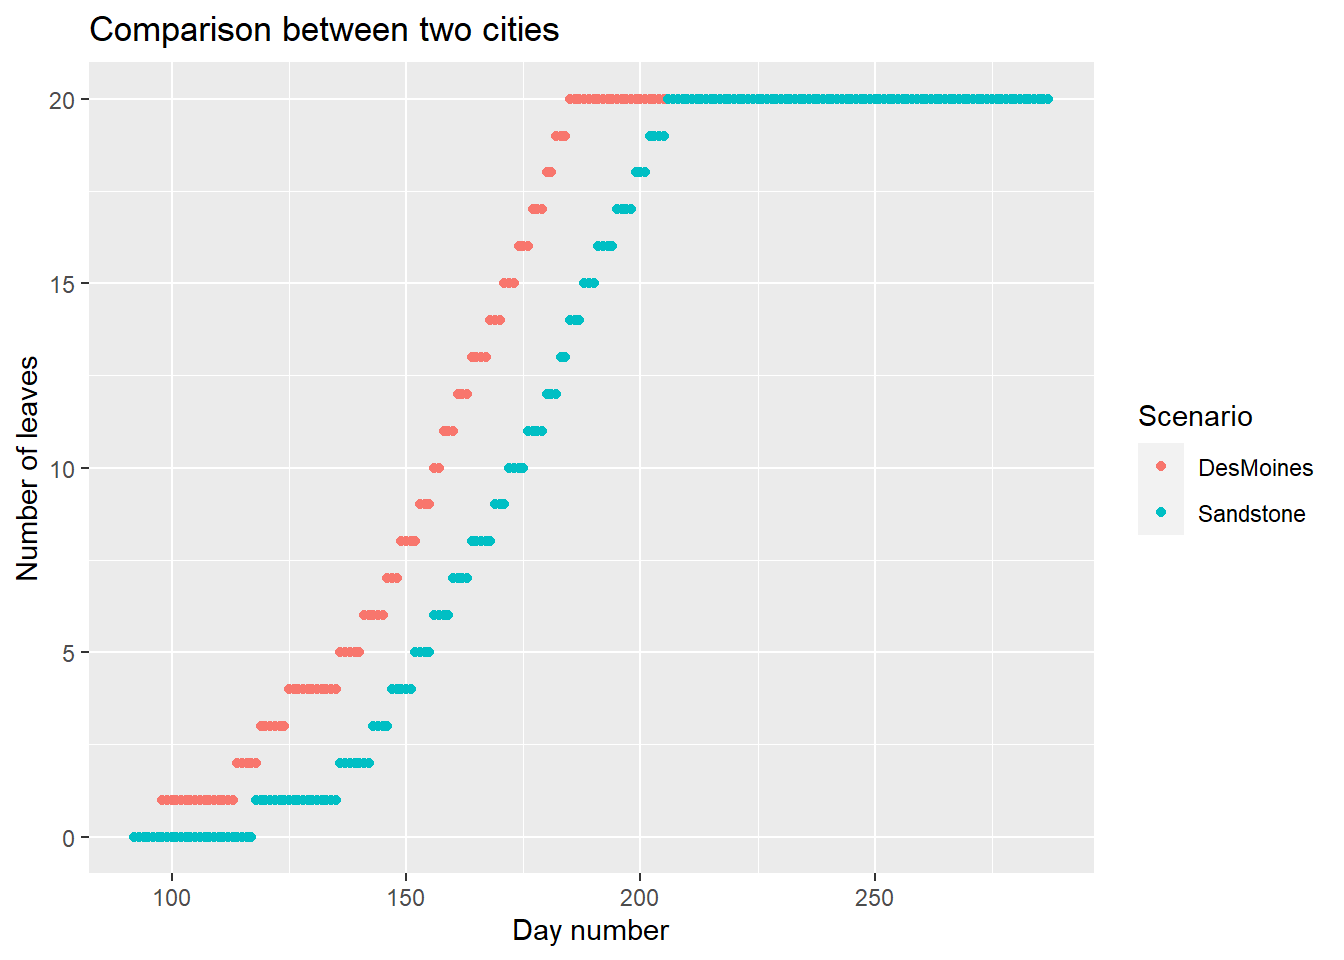 Comparison between two cities
20
15
10
5
0
Number of leaves
100 150 200 250
Day number
Scenario
DesMoines
Sandstone